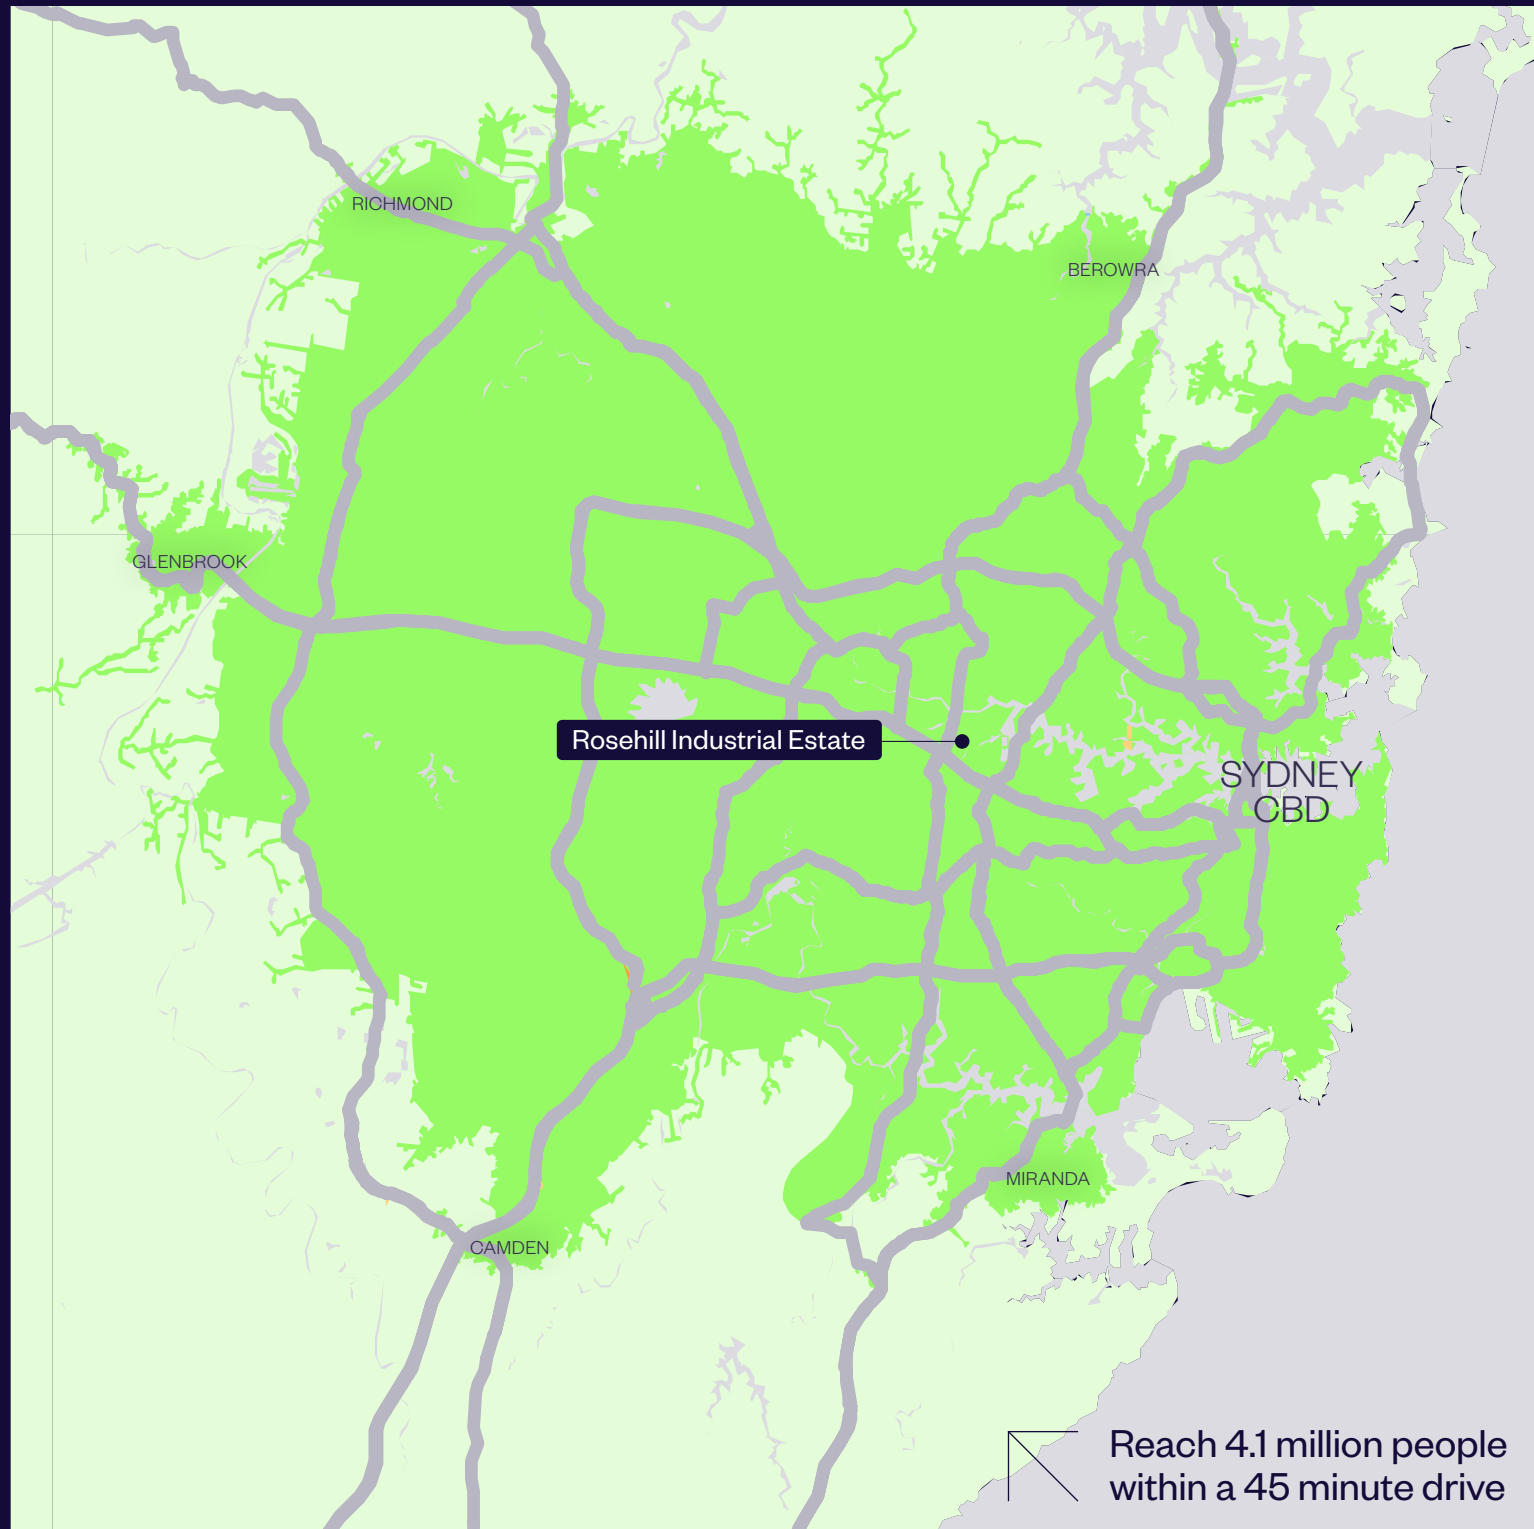 RICHMOND
BEROWRA
GLENBROOK
Rosehill Industrial Estate
SYDNEY
CBD
MIRANDA
CAMDEN
Reach 4.1 million people
within a 45 minute drive